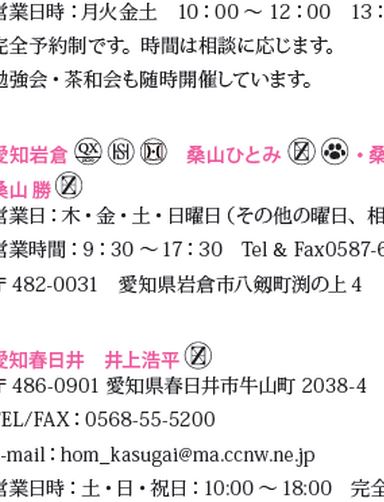 営業日時：月火金土　10：00 〜 12：00　13：
完全予約制です。時間は相談に応じます。
勉強会・茶和会も随時開催しています。
愛知岩倉 QX HS H　桑山ひとみ Z ・桑
桑山 勝 Z
営業日：木・金・土・日曜日（その他の曜日、相
営業時間：9：30 〜 17：30　Tel & Fax0587-6
〒 482-0031　愛知県岩倉市八剱町渕の上 4
愛知春日井　井上浩平 Z
〒 486-0901 愛知県春日井市牛山町 2038-4
TEL/FAX：0568-55-5200
e-mail：hom_kasugai@ma.ccnw.ne.jp
営業日時：土・日・祝日：10:00 〜 18:00　完全